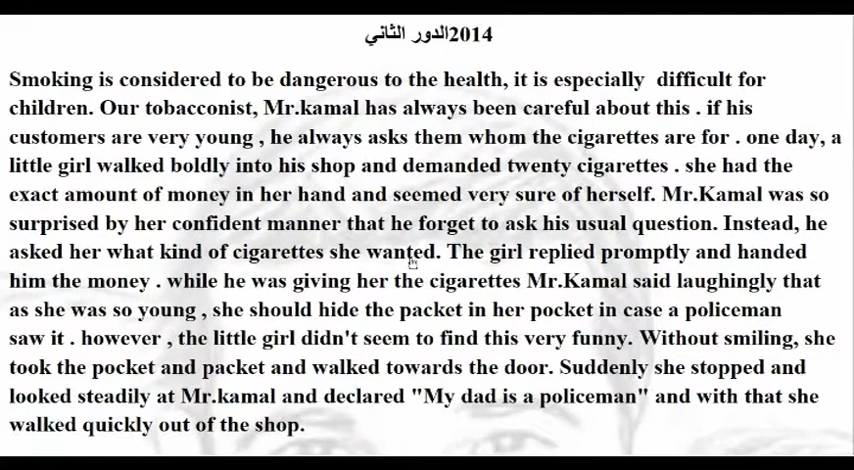 2014الدور الثاني
Smoking is considered to be dangerous to the health, it is especially difficult for
children. Our tobacconist, Mr.kamal has always been careful about this . if his
customers are very young , he always asks them whom the cigarettes are for . one day, a
little girl walked boldly into his shop and demanded twenty cigarettes . she had the
exact amount of money in her hand and seemed very sure of herself. Mr.Kamal was so
surprised by her confident manner that he forget to ask his usual question. Instead, he
asked her what kind of cigarettes she wanted. The girl replied promptly and handed
him the money . while he was giving her the cigarettes Mr.Kamal said laughingly that
as she was so young , she should hide the packet in her pocket in case a policeman
saw it . however , the little girl didn't seem to find this very funny. Without smiling, she
took the pocket and packet and walked towards the door. Suddenly she stopped and
looked steadily at Mr.kamal and declared "My dad is a policeman" and with that she
walked quickly out of the shop.